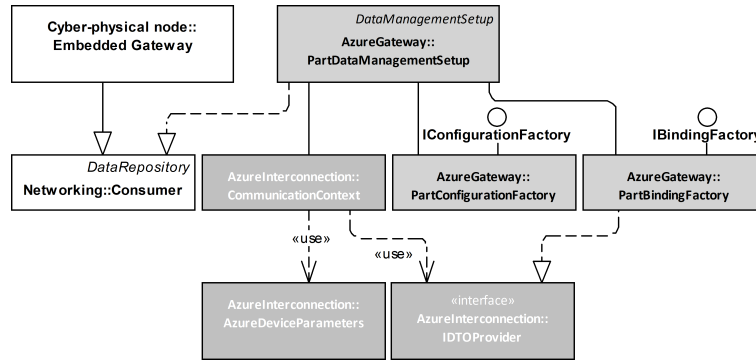 Cyber-physical node::
Embedded Gateway
DataManagementSetup
AzureGateway::
PartDataManagementSetup
IConfigurationFactory
IBindingFactory
DataRepository
Networking::Consumer
AzureInterconnection::
CommunicationContext
AzureGateway::
PartConfigurationFactory
AzureGateway::
PartBindingFactory
«use»
«use»
AzureInterconnection::
AzureDeviceParameters
«interface»
AzureInterconnection::
IDTOProvider